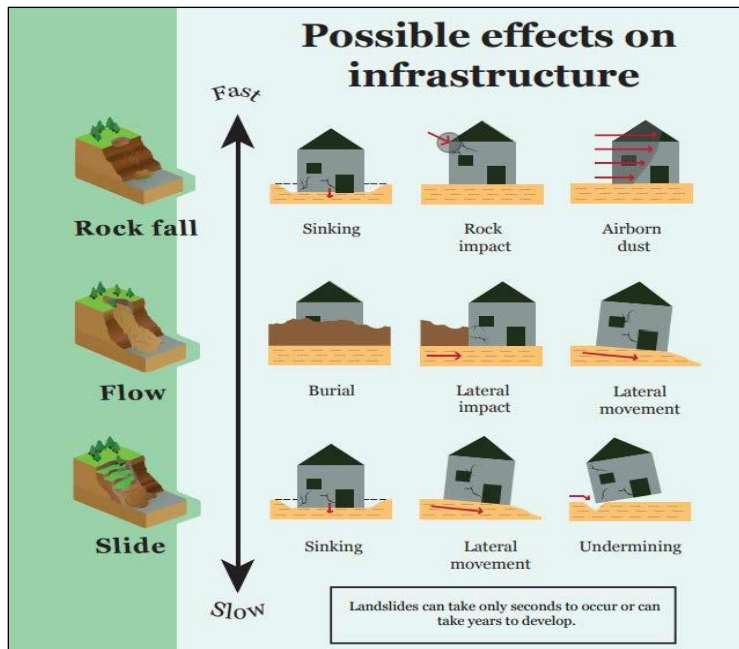 Possible effects on
infrastructure
Fast
Rock fall
Sinking
Rock
impact
Airborn
dust
Flow
Burial
Lateral
impact
Lateral
movement
Slide
Sinking
Lateral
movement
Undermining
Slow
Landslides can take only seconds to occur or can
take years to develop.